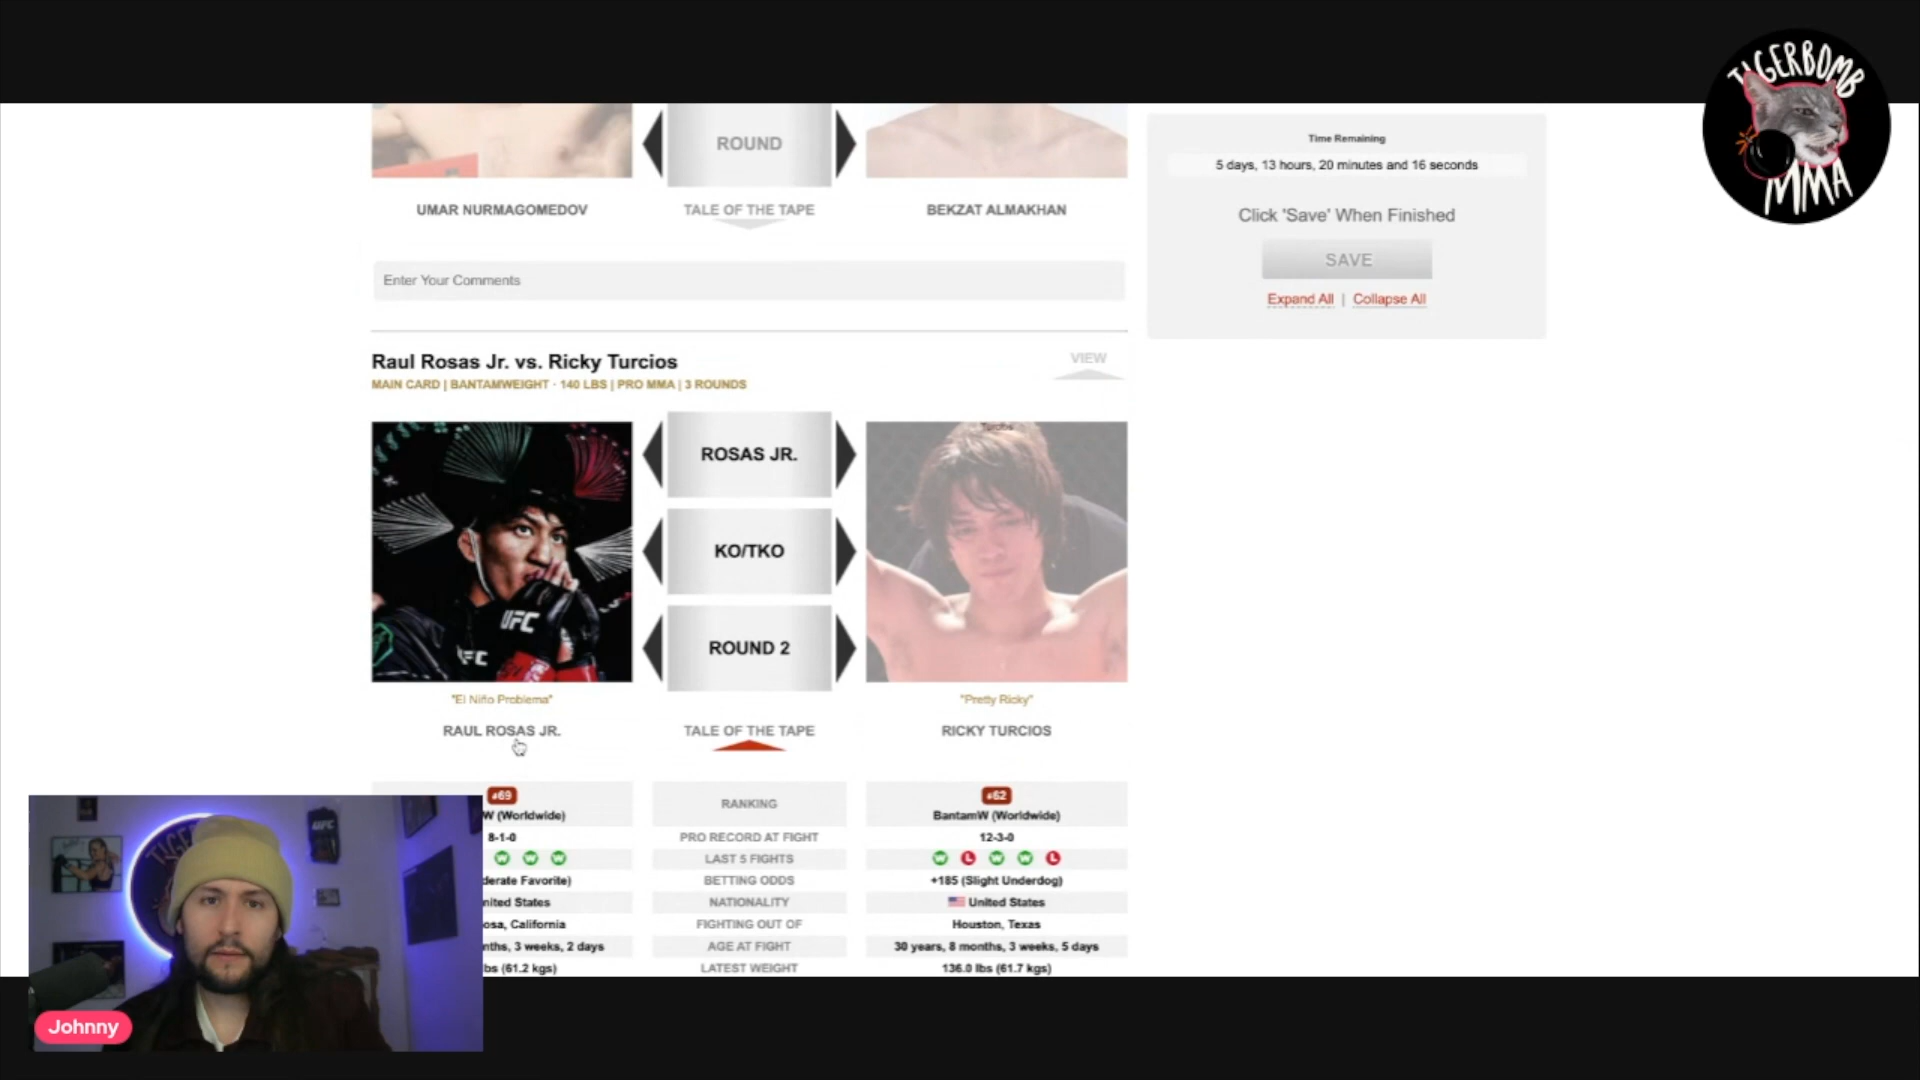 TIGERBOMB
MMA
ROUND
UMAR NURMAGOMEDOV
TALE OF THE TAPE
BEKZAT ALMAKHAN
Time Remaining
5 days, 13 hours, 20 minutes and 16 seconds
Click 'Save' When Finished
SAVE
Expand All | Collapse All
Enter Your Comments
Raul Rosas Jr. vs. Ricky Turcios
VIEW
MAIN CARD | BANTAMWEIGHT · 140 LBS | PRO MMA | 3 ROUNDS
Turcios
ROSAS JR.
KO/TKO
ROUND 2
UFC
UFC
"El Niño Problema"
"Pretty Ricky"
RAUL ROSAS JR.
TALE OF THE TAPE
RICKY TURCIOS
#69
RANKING
#62
W (Worldwide)
BantamW (Worldwide)
8-1-0
PRO RECORD AT FIGHT
12-3-0
W W W
LAST 5 FIGHTS
W L W W L
derate Favorite)
BETTING ODDS
+185 (Slight Underdog)
nited States
NATIONALITY
United States
osa, California
FIGHTING OUT OF
Houston, Texas
nths, 3 weeks, 2 days
AGE AT FIGHT
30 years, 8 months, 3 weeks, 5 days
bs (61.2 kgs)
LATEST WEIGHT
136.0 lbs (61.7 kgs)
UFC
Johnny